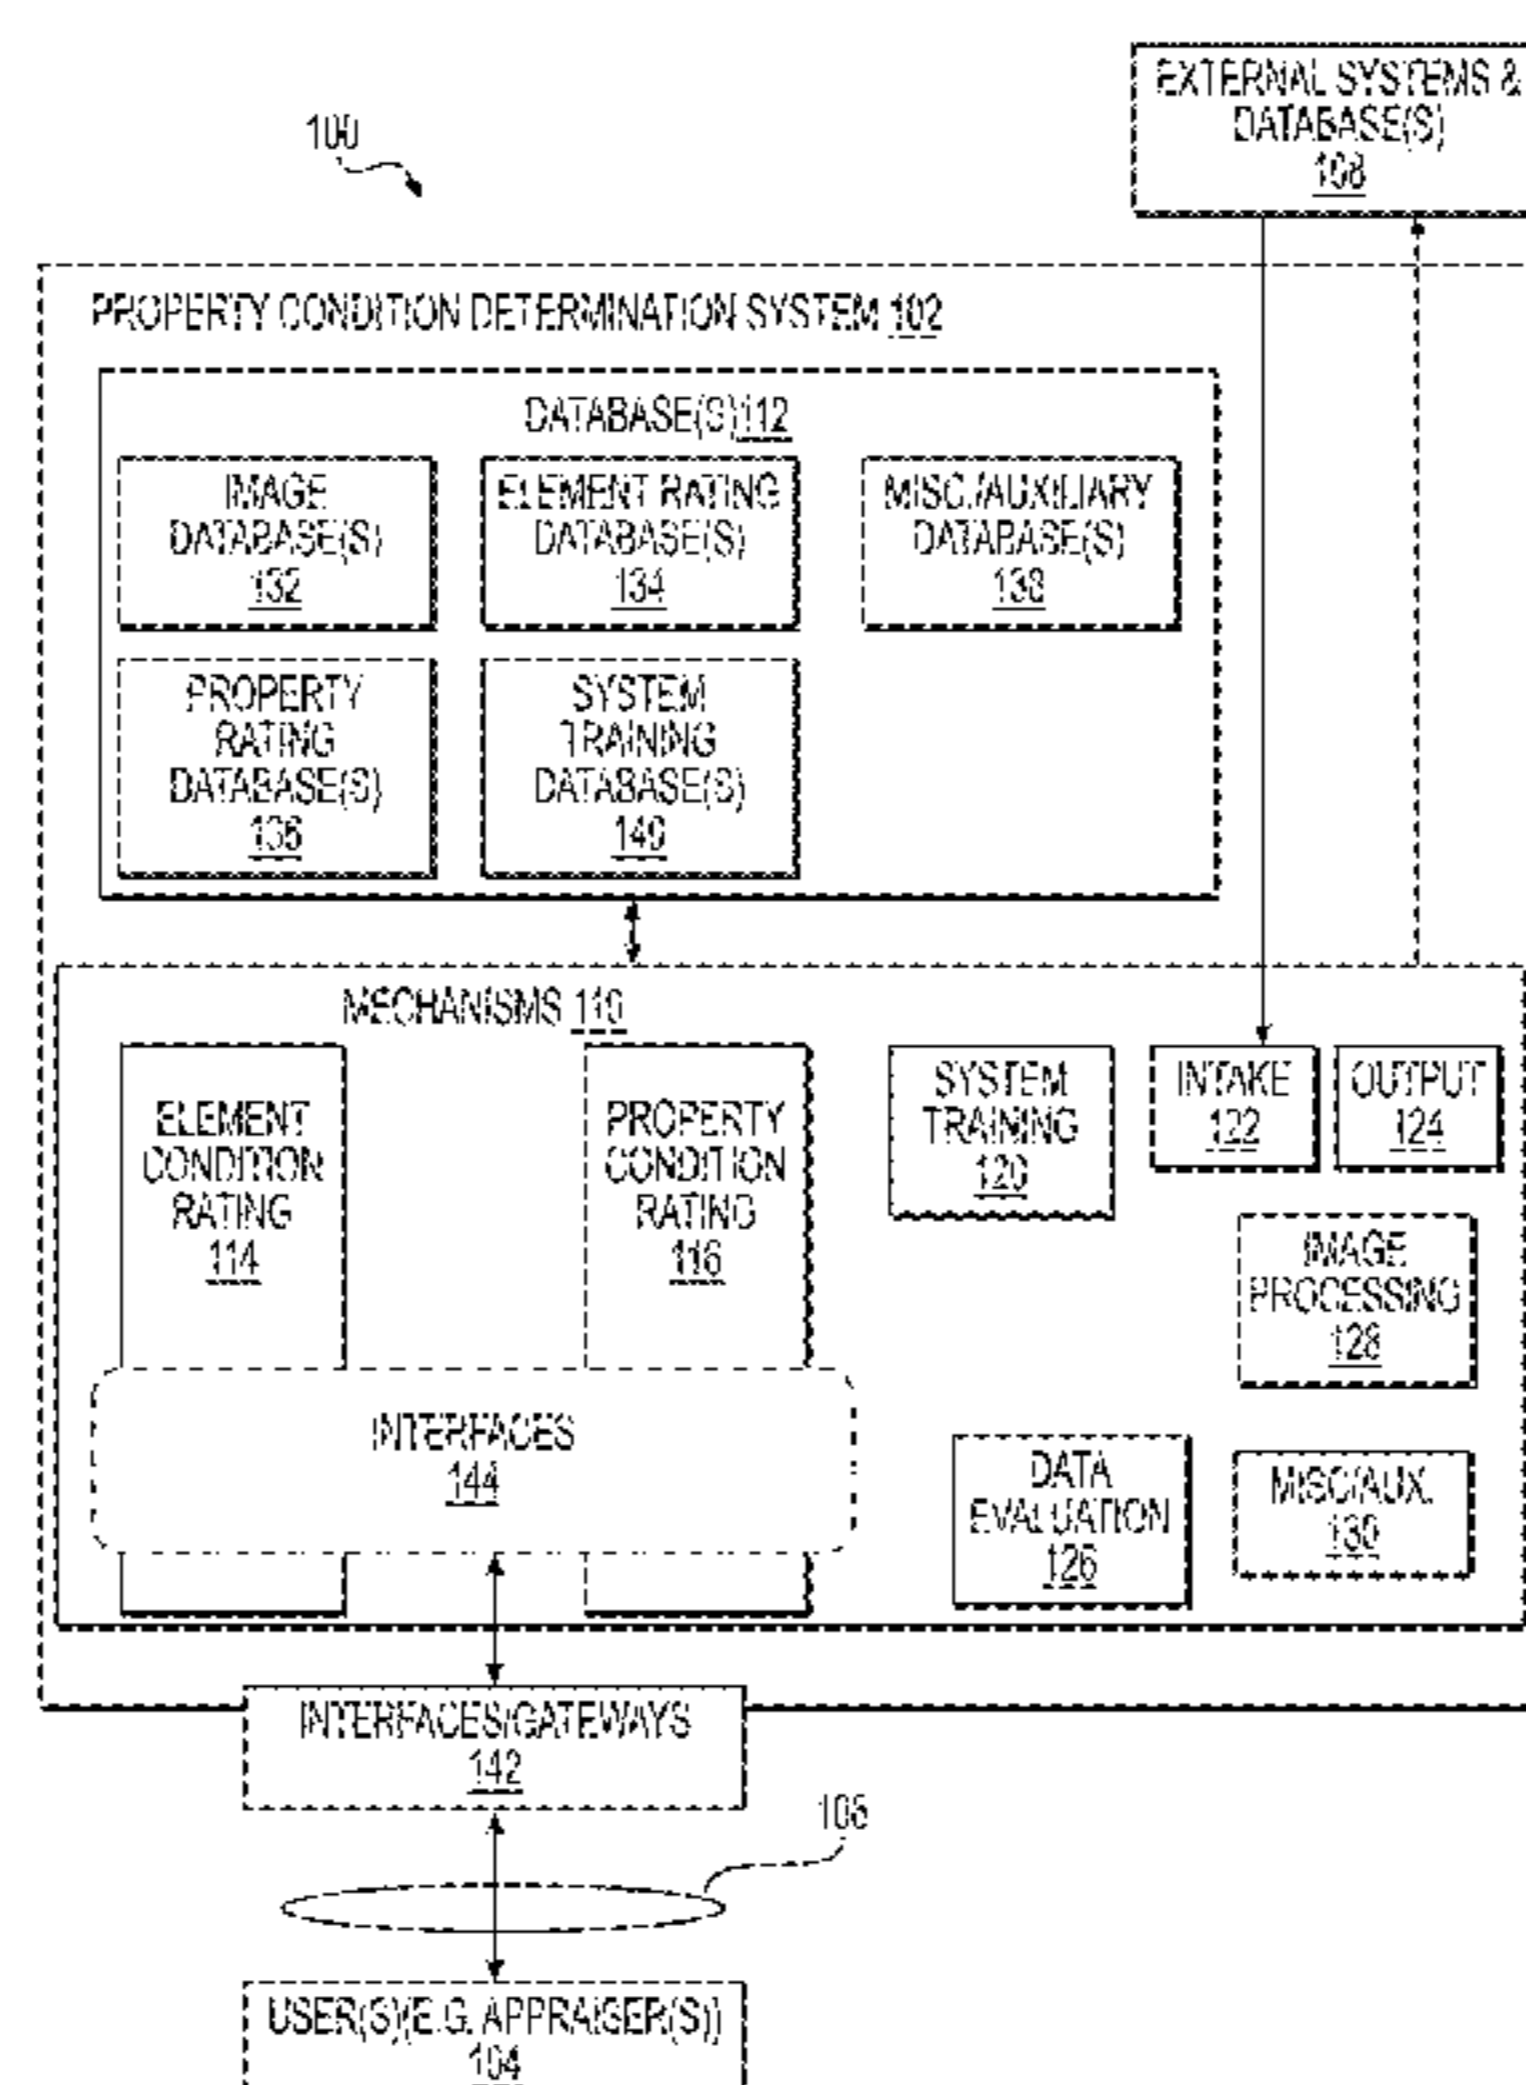 100
EXTERNAL SYSTEMS &
DATABASE(S)
108
PROPERTY CONDITION DETERMINATION SYSTEM 102
DATABASE(S) 112
IMAGE
DATABASE(S)
132
ELEMENT RATING
DATABASE(S)
134
MISC./AUXILIARY
DATABASE(S)
138
PROPERTY
RATING
DATABASE(S)
136
SYSTEM
TRAINING
DATABASE(S)
140
MECHANISMS 110
ELEMENT
CONDITION
RATING
114
PROPERTY
CONDITION
RATING
116
SYSTEM
TRAINING
120
INTAKE
122
OUTPUT
124
IMAGE
PROCESSING
128
INTERFACES
144
DATA
EVALUATION
126
MISC/AUX.
130
INTERFACES/GATEWAYS
142
106
USER(S)(E.G. APPRAISER(S))
104